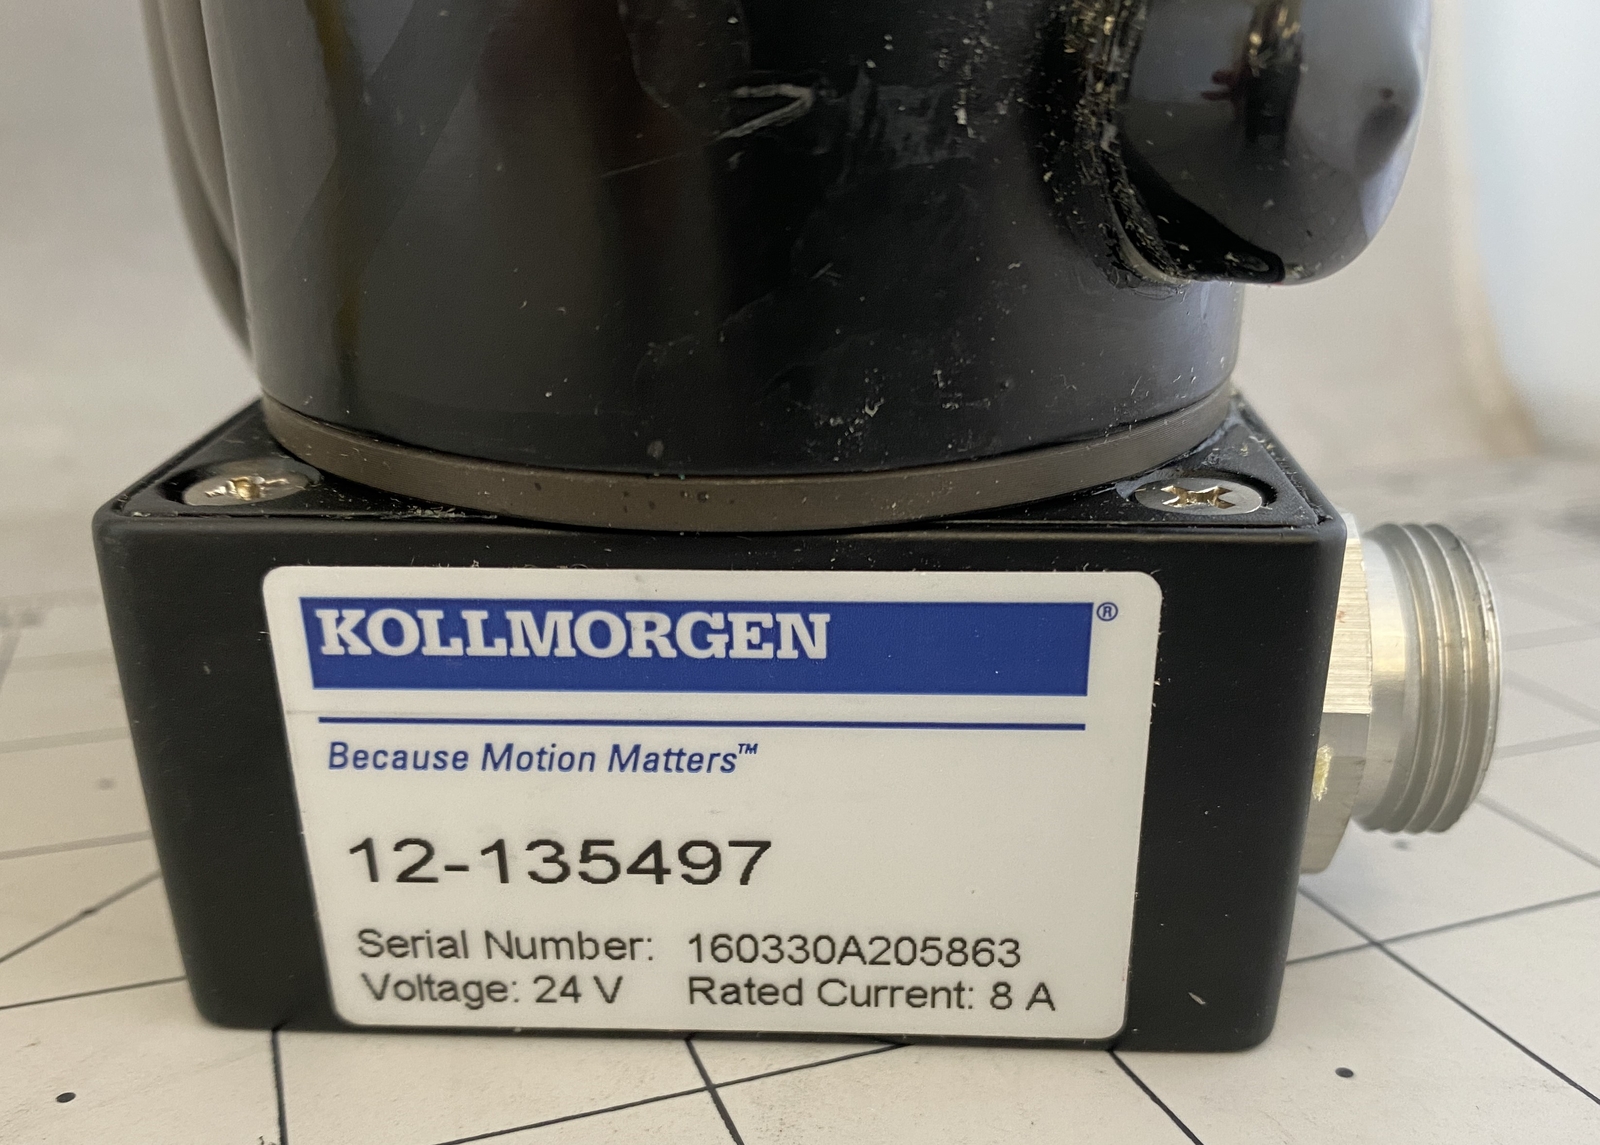 KOLLMORGEN®
Because Motion Matters™
12-135497
Serial Number: 160330A205863
Voltage: 24 V Rated Current: 8 A